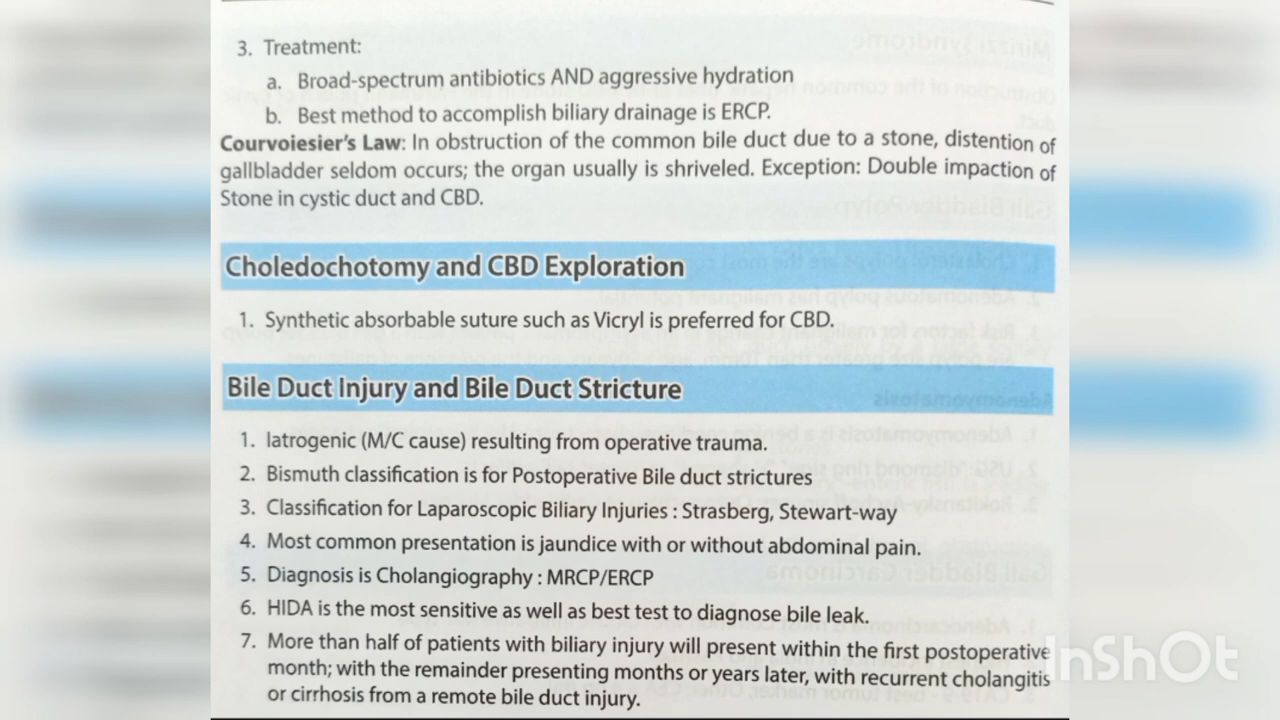 3. Treatment:
a. Broad-spectrum antibiotics AND aggressive hydration
b. Best method to accomplish biliary drainage is ERCP.
Courvoiesier's Law: In obstruction of the common bile duct due to a stone, distention of
gallbladder seldom occurs; the organ usually is shriveled. Exception: Double impaction of
Stone in cystic duct and CBD.
Choledochotomy and CBD Exploration
1. Synthetic absorbable suture such as Vicryl is preferred for CBD.
Bile Duct Injury and Bile Duct Stricture
1. Iatrogenic (M/C cause) resulting from operative trauma.
2. Bismuth classification is for Postoperative Bile duct strictures
3. Classification for Laparoscopic Biliary Injuries : Strasberg, Stewart-way
4. Most common presentation is jaundice with or without abdominal pain.
5. Diagnosis is Cholangiography : MRCP/ERCP
6. HIDA is the most sensitive as well as best test to diagnose bile leak.
7. More than half of patients with biliary injury will present within the first postoperative
month; with the remainder presenting months or years later, with recurrent cholangitis
or cirrhosis from a remote bile duct injury.
InShOt